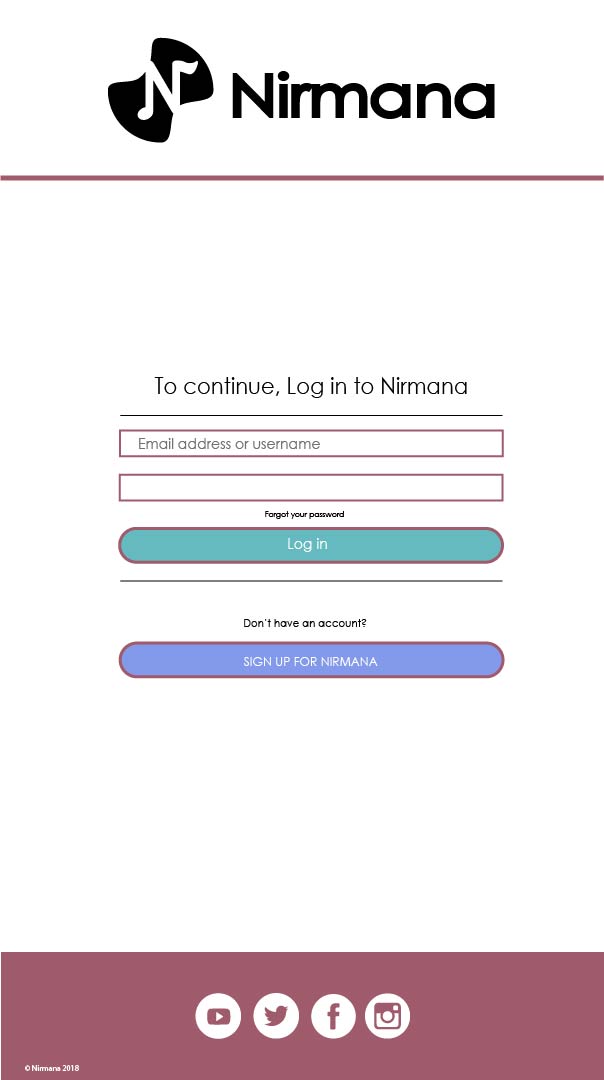 Nirmana
To continue, Log in to Nirmana
Email address or username
Forgot your password
Log in
Don't have an account?
SIGN UP FOR NIRMANA
© Nirmana 2018